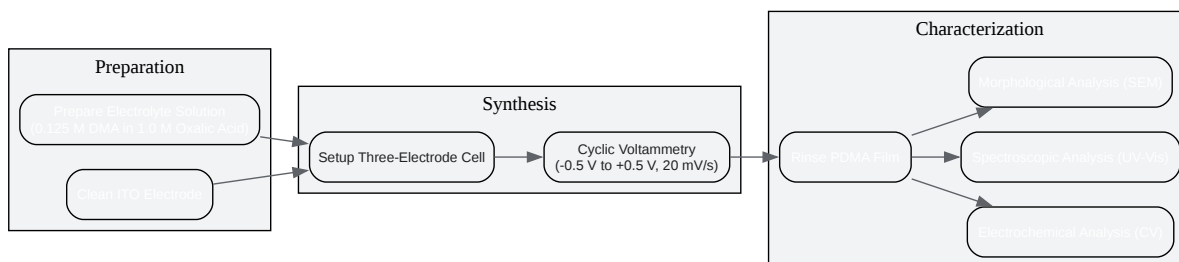 Preparation
Prepare Electrolyte Solution
(0.125 M DMA in 1.0 M Oxalic Acid)
Clean ITO Electrode
Synthesis
Setup Three-Electrode Cell
Cyclic Voltammetry
(-0.5 V to +0.5 V, 20 mV/s)
Characterization
Rinse PDMA Film
Morphological Analysis (SEM)
Spectroscopic Analysis (UV-Vis)
Electrochemical Analysis (CV)